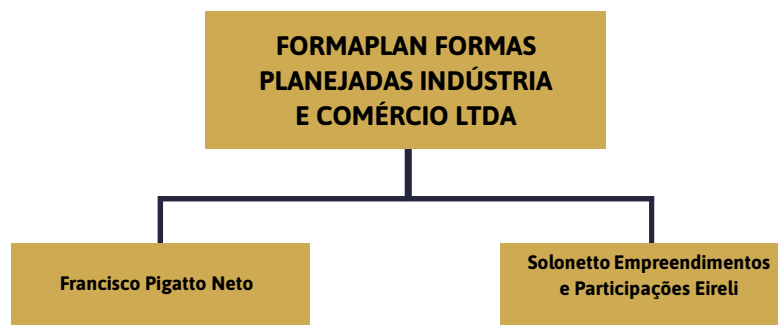 FORMAPLAN FORMAS
PLANEJADAS INDÚSTRIA
E COMÉRCIO LTDA
Francisco Pigatto Neto
Solonetto Empreendimentos
e Participações Eireli